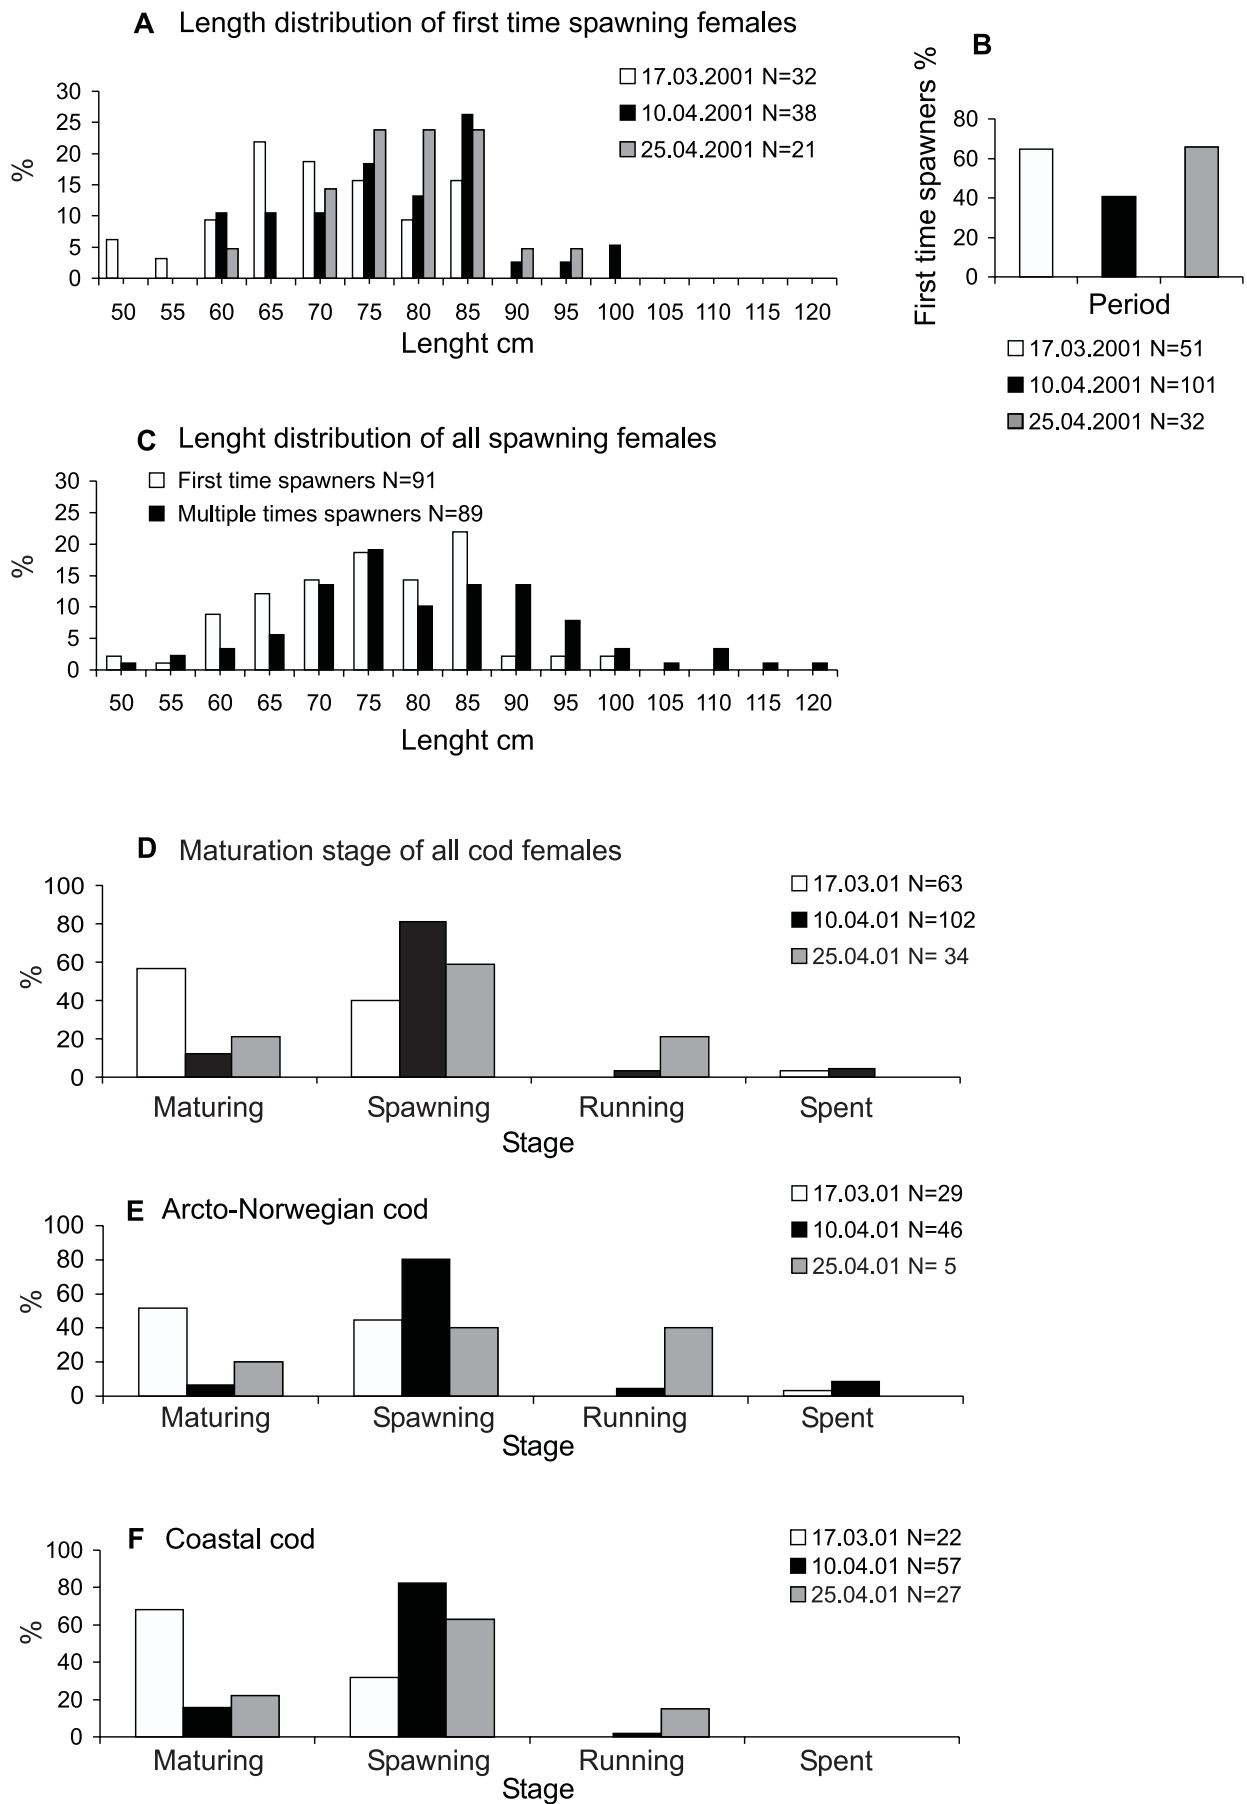 A Length distribution of first time spawning females
17.03.2001 N=32
10.04.2001 N=38
25.04.2001 N=21
30
25
20
15
10
5
0
%
50 55 60 65 70 75 80 85 90 95 100 105 110 115 120
Lenght cm
B
First time spawners %
80
60
40
20
0
Period
17.03.2001 N=51
10.04.2001 N=101
25.04.2001 N=32
C Lenght distribution of all spawning females
First time spawners N=91
Multiple times spawners N=89
30
25
20
15
10
5
0
%
50 55 60 65 70 75 80 85 90 95 100 105 110 115 120
Lenght cm
D Maturation stage of all cod females
17.03.01 N=63
10.04.01 N=102
25.04.01 N= 34
100
80
60
40
20
0
%
Maturing Spawning Running Spent
Stage
E Arcto-Norwegian cod
17.03.01 N=29
10.04.01 N=46
25.04.01 N= 5
100
80
60
40
20
0
%
Maturing Spawning Running Spent
Stage
F Coastal cod
17.03.01 N=22
10.04.01 N=57
25.04.01 N=27
100
80
60
40
20
0
%
Maturing Spawning Running Spent
Stage